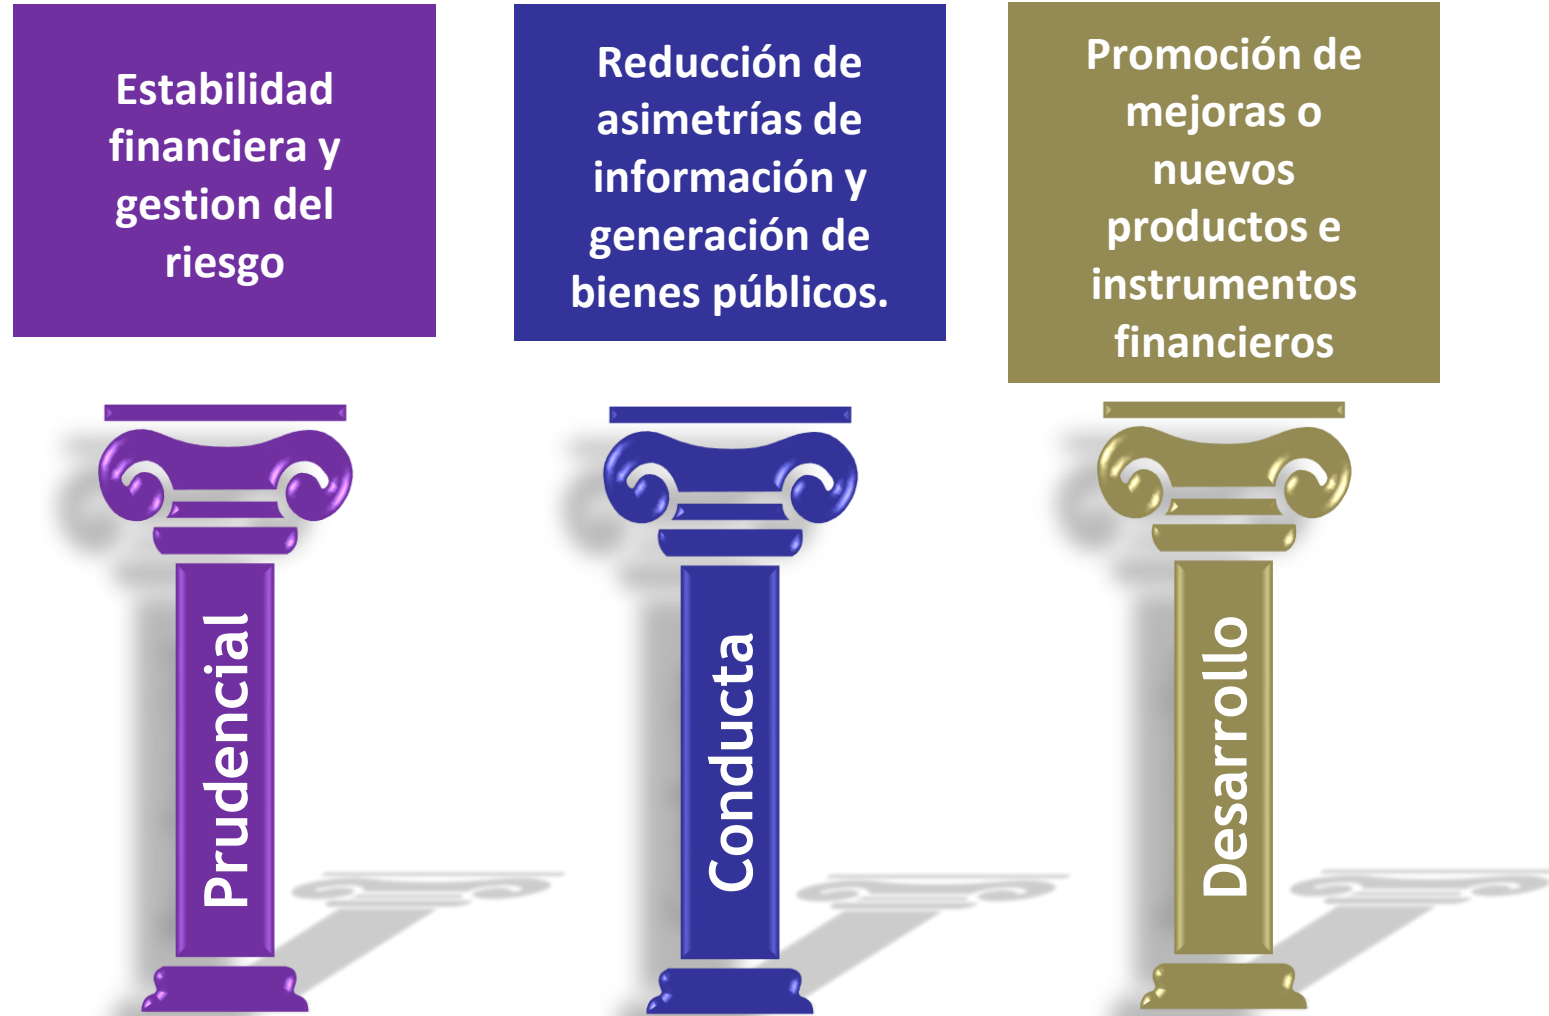 Estabilidad
financiera y
gestion del
riesgo
Reducción de
asimetrías de
información y
generación de
bienes públicos.
Promoción de
mejoras o
nuevos
productos e
instrumentos
financieros
Prudencial
Conducta
Desarrollo